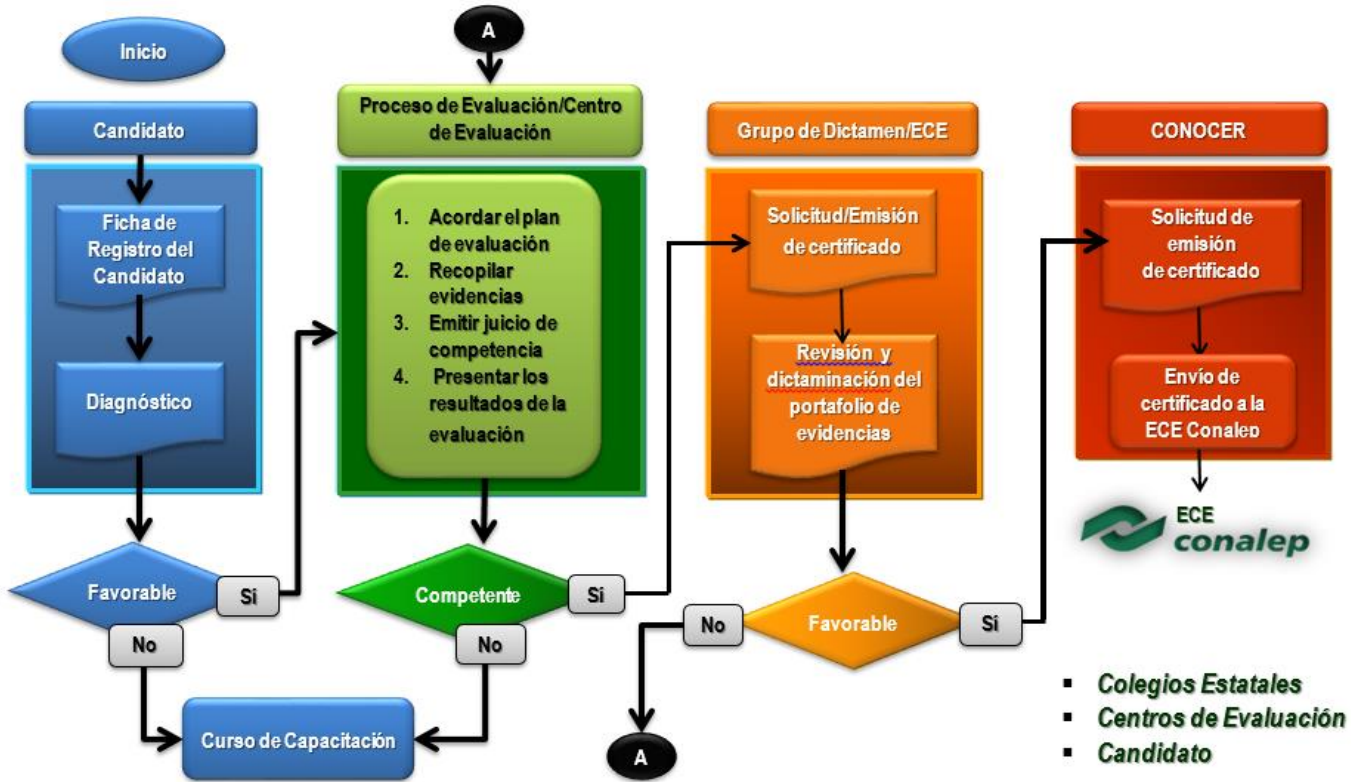 Inicio
Candidato
Ficha de
Registro del
Candidato
Diagnóstico
Favorable
Sí
No
Curso de Capacitación
A
Proceso de Evaluación/Centro
de Evaluación
1. Acordar el plan
de evaluación
2. Recopilar
evidencias
3. Emitir juicio de
competencia
4. Presentar los
resultados de la
evaluación
Competente
Sí
No
Grupo de Dictamen/ECE
Solicitud/Emisión
de certificado
Revisión y
dictaminación del
portafolio de
evidencias
Favorable
No
Sí
A
CONOCER
Solicitud de
emisión
de certificado
Envío de
certificado a la
ECE Conalep
ECE
conalep
▪ Colegios Estatales
▪ Centros de Evaluación
▪ Candidato